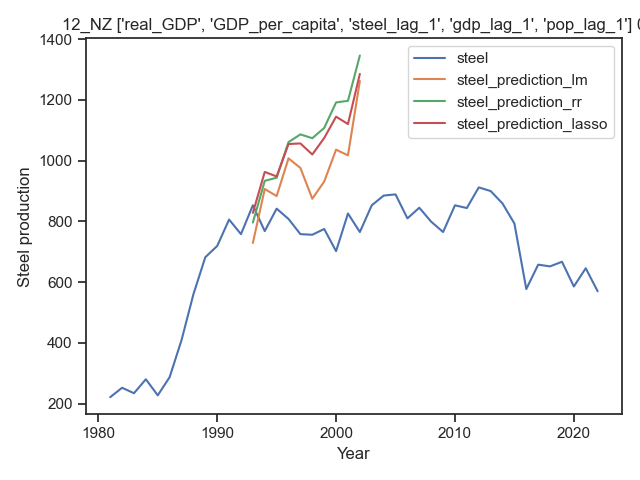 12_NZ ['real_GDP', 'GDP_per_capita', 'steel_lag_1', 'gdp_lag_1', 'pop_lag_1']
steel
steel_prediction_lm
steel_prediction_rr
steel_prediction_lasso
1400
1200
1000
800
600
400
200
Steel production
1980 1990 2000 2010 2020
Year